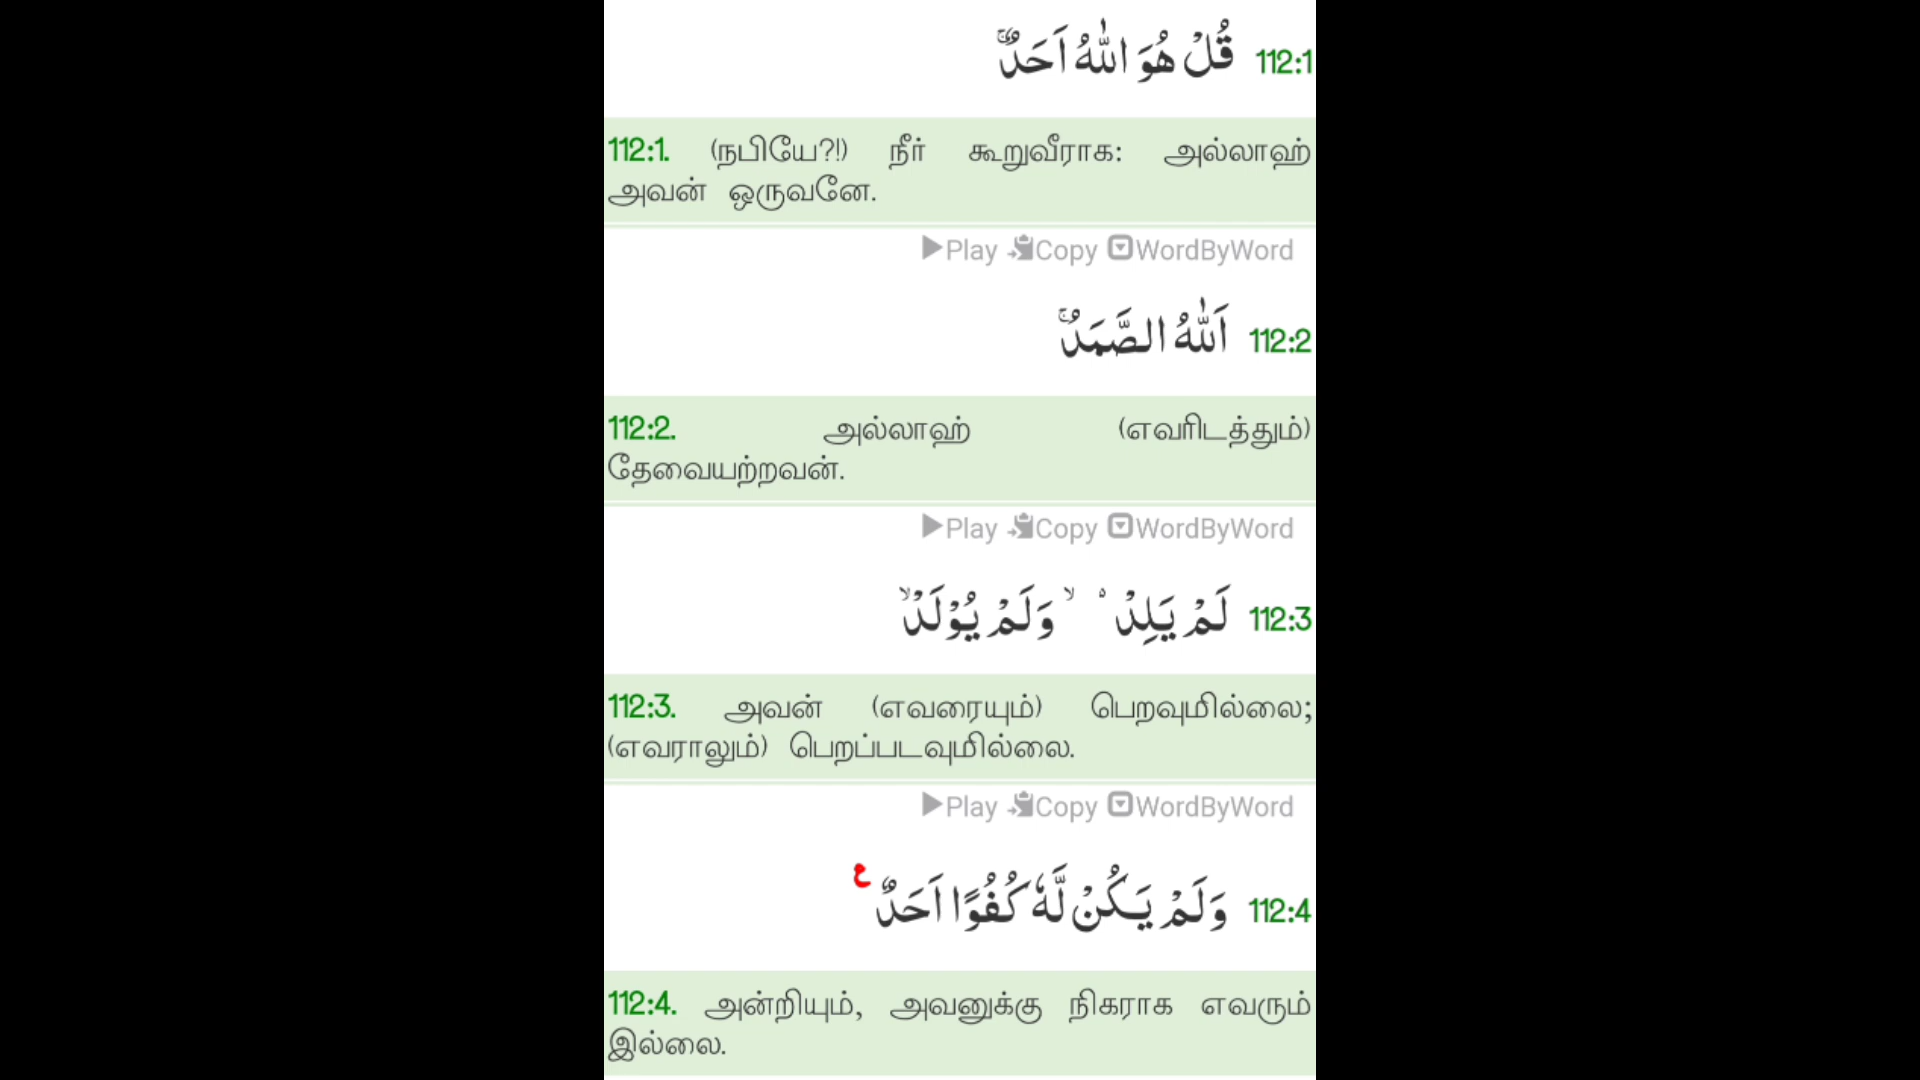 112:1 قُلْ هُوَ اللّٰهُ اَحَدٌ ۚ‏
112:1. (நபியே?!) நீர் கூறுவீராக: அல்லாஹ்
அவன் ஒருவனே.
Play Copy WordByWord
112:2 اَللّٰهُ الصَّمَدُ‌ ۚ‏
112:2. அல்லாஹ் (எவரிடத்தும்)
தேவையற்றவன்.
Play Copy WordByWord
112:3 لَمْ يَلِدْ ۙ وَلَمْ يُوْلَدْ ۙ‏
112:3. அவன் (எவரையும்) பெறவுமில்லை;
(எவராலும்) பெறப்படவுமில்லை.
Play Copy WordByWord
112:4 وَلَمْ يَكُنْ لَّهٗ كُفُوًا اَحَدٌ ع
112:4. அன்றியும், அவனுக்கு நிகராக எவரும்
இல்லை.